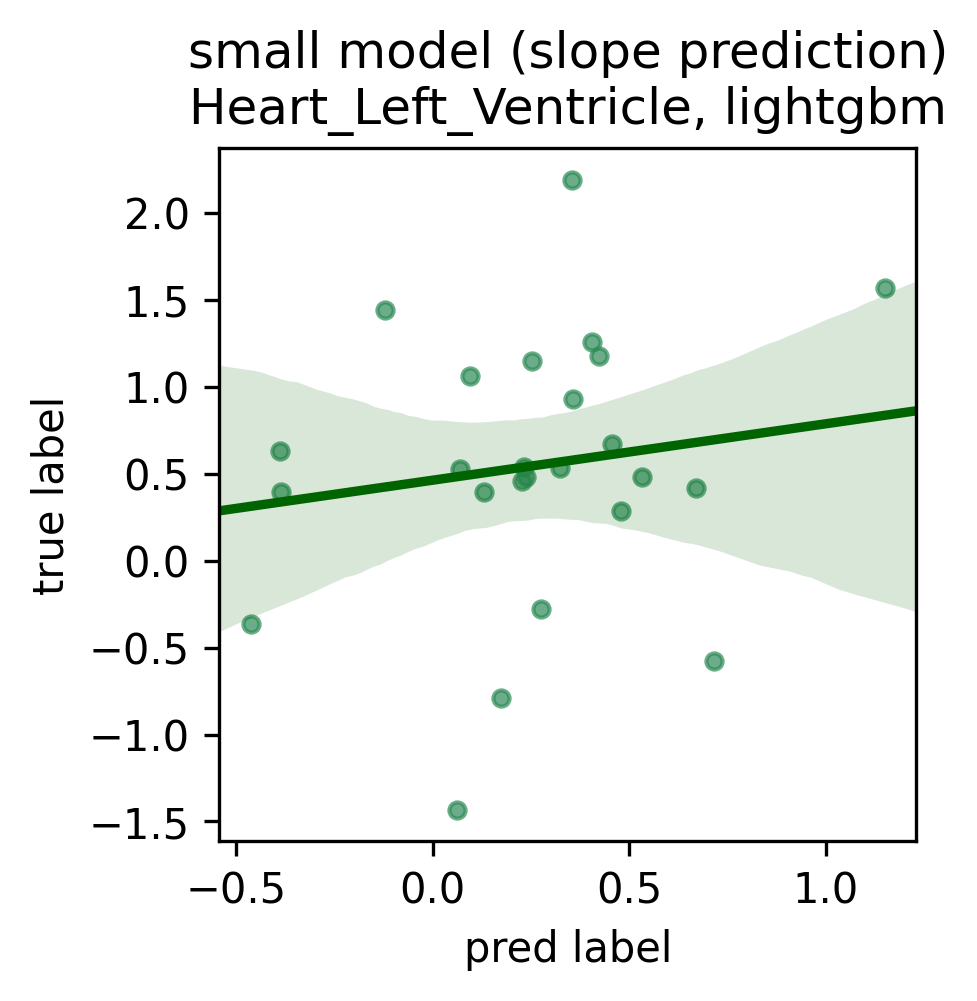 small model (slope prediction)
Heart_Left_Ventricle, lightgbm
2.0
1.5
1.0
0.5
0.0
−0.5
−1.0
−1.5
true label
−0.5 0.0 0.5 1.0
pred label